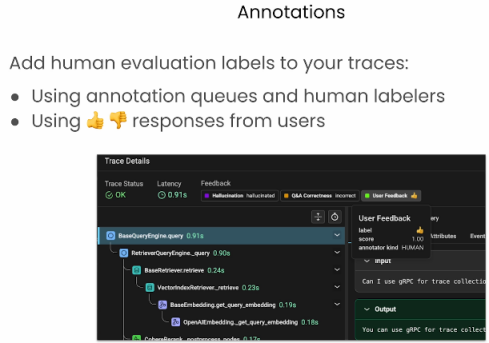 Annotations
Add human evaluation labels to your traces:
● Using annotation queues and human labelers
● Using 👍 👎 responses from users
Trace Details
Trace Status Latency Feedback
OK 0.91s Hallucination hallucinated Q&A Correctness incorrect User Feedback 👍
BaseQueryEngine.query 0.91s
User Feedback
label 👍
score 1.00
annotator kind HUMAN
ttributes Event
RetrieverQueryEngine._query 0.90s
Input
BaseRetriever.retrieve 0.24s
Can I use gRPC for trace collectio
VectorIndexRetriever._retrieve 0.23s
BaseEmbedding.get_query_embedding 0.19s
Output
OpenAIEmbedding._get_query_embedding 0.18s
You can use gRPC for trace collect
CohereRerank._postprocess_nodes 0.17s